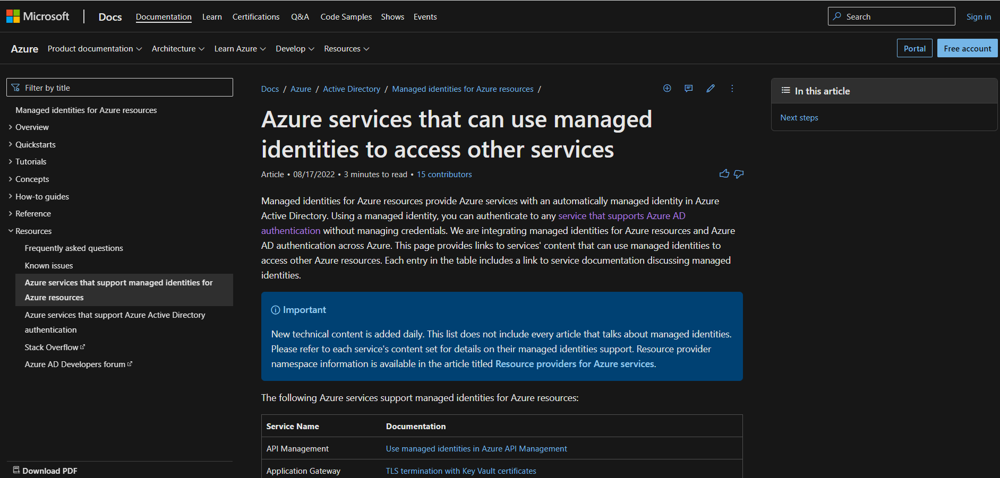 Microsoft
Docs
Documentation
Learn
Certifications
Q&A
Code Samples
Shows
Events
Search
Sign in
Azure
Product documentation
Architecture
Learn Azure
Develop
Resources
Portal
Free account
Filter by title
Managed identities for Azure resources
Overview
Quickstarts
Tutorials
Concepts
How-to guides
Reference
Resources
Frequently asked questions
Known issues
Azure services that support managed identities for
Azure resources
Azure services that support Azure Active Directory
authentication
Stack Overflow
Azure AD Developers forum
Download PDF
Docs / Azure / Active Directory / Managed identities for Azure resources /
Azure services that can use managed
identities to access other services
Article • 08/17/2022 • 3 minutes to read • 15 contributors
Managed identities for Azure resources provide Azure services with an automatically managed identity in Azure
Active Directory. Using a managed identity, you can authenticate to any service that supports Azure AD
authentication without managing credentials. We are integrating managed identities for Azure resources and Azure
AD authentication across Azure. This page provides links to services' content that can use managed identities to
access other Azure resources. Each entry in the table includes a link to service documentation discussing managed
identities.
Important
New technical content is added daily. This list does not include every article that talks about managed identities.
Please refer to each service's content set for details on their managed identities support. Resource provider
namespace information is available in the article titled Resource providers for Azure services.
The following Azure services support managed identities for Azure resources:
Service Name Documentation
API Management Use managed identities in Azure API Management
Application Gateway TLS termination with Key Vault certificates
In this article
Next steps